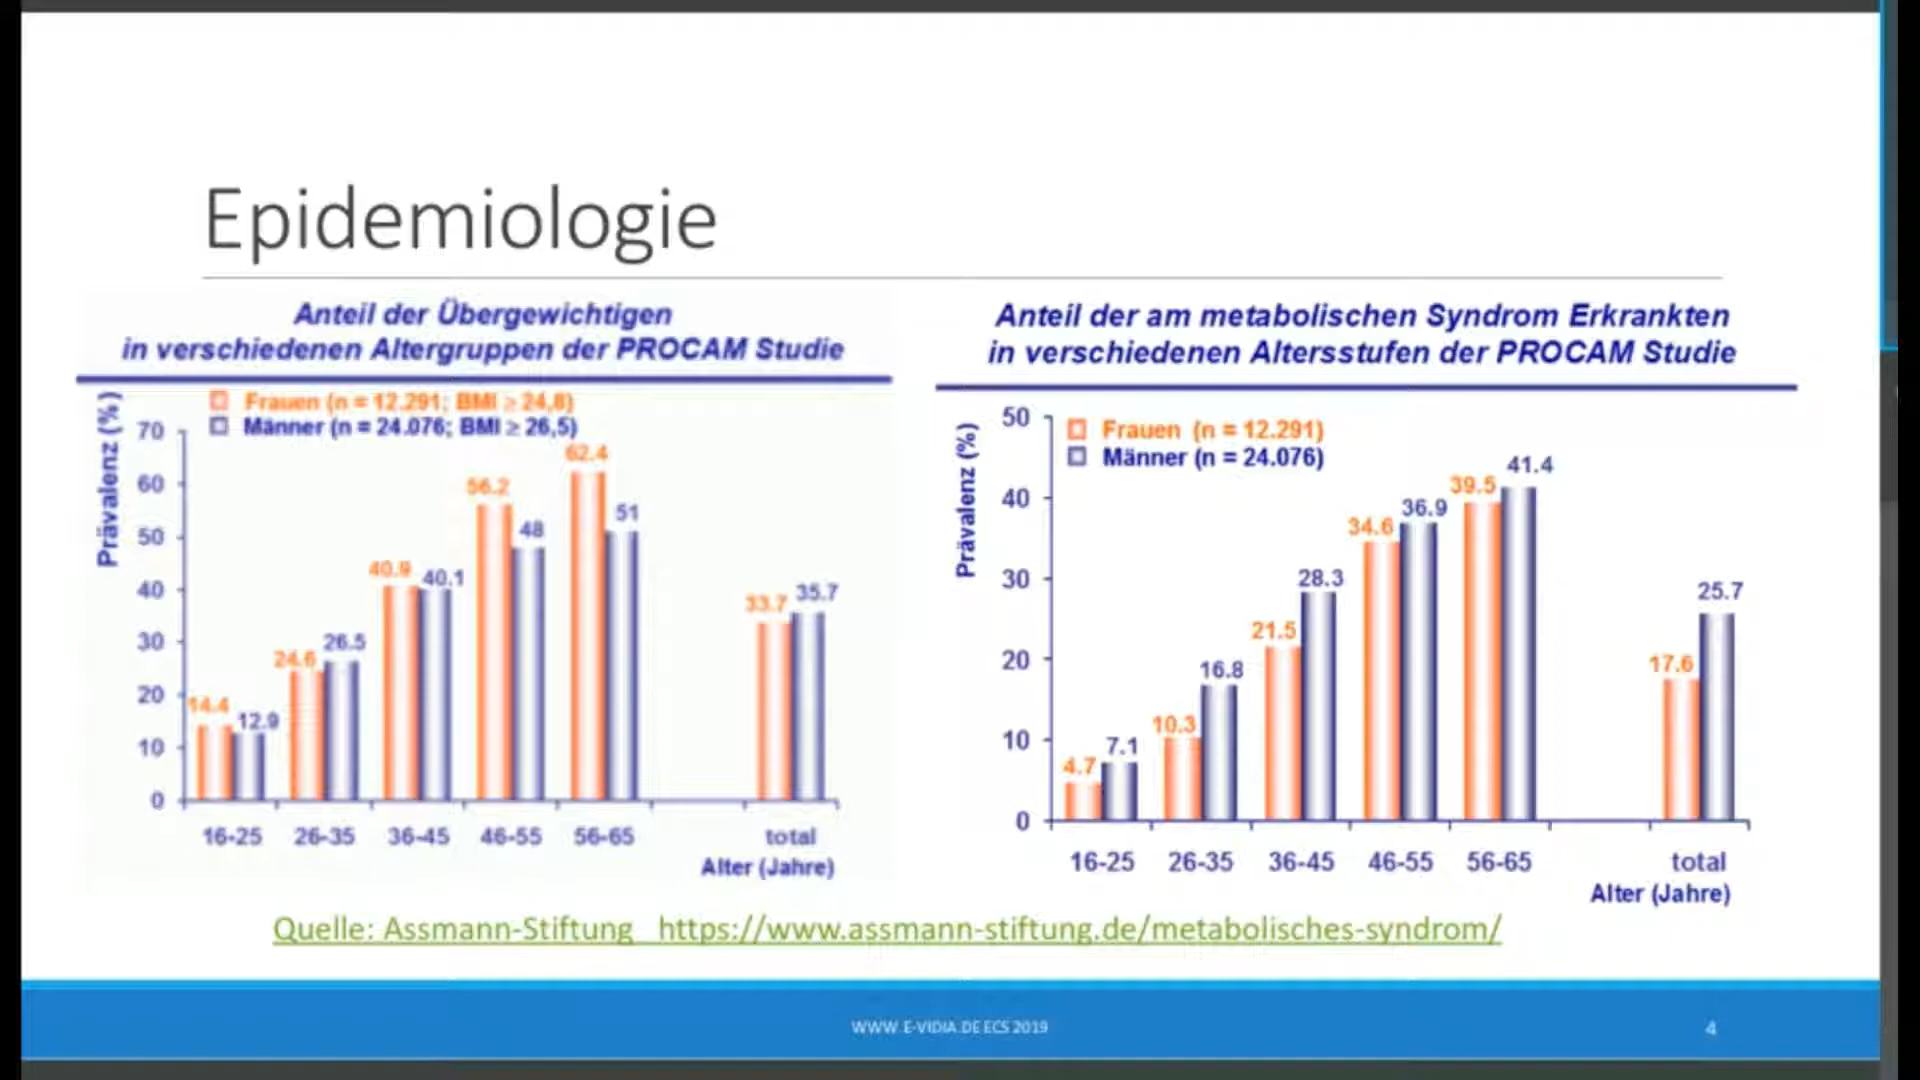 Epidemiologie
Anteil der Übergewichtigen
in verschiedenen Altergruppen der PROCAM Studie
Prävalenz (%)
Frauen (n = 12.291; BMI ≥ 24,8)
Männer (n = 24.076; BMI ≥ 26,5)
70
60
50
40
30
20
10
0
14.4
12.9
24.6
26.5
40.9
40.1
56.2
48
62.4
51
33.7
35.7
16-25 26-35 36-45 46-55 56-65 total
Alter (Jahre)
Anteil der am metabolischen Syndrom Erkrankten
in verschiedenen Altersstufen der PROCAM Studie
Prävalenz (%)
Frauen (n = 12.291)
Männer (n = 24.076)
50
40
30
20
10
0
4.7
7.1
10.3
16.8
21.5
28.3
34.6
36.9
39.5
41.4
17.6
25.7
16-25 26-35 36-45 46-55 56-65 total
Alter (Jahre)
Quelle: Assmann-Stiftung https://www.assmann-stiftung.de/metabolisches-syndrom/
WWW.E-VIDIA.DE ECS 2019
4